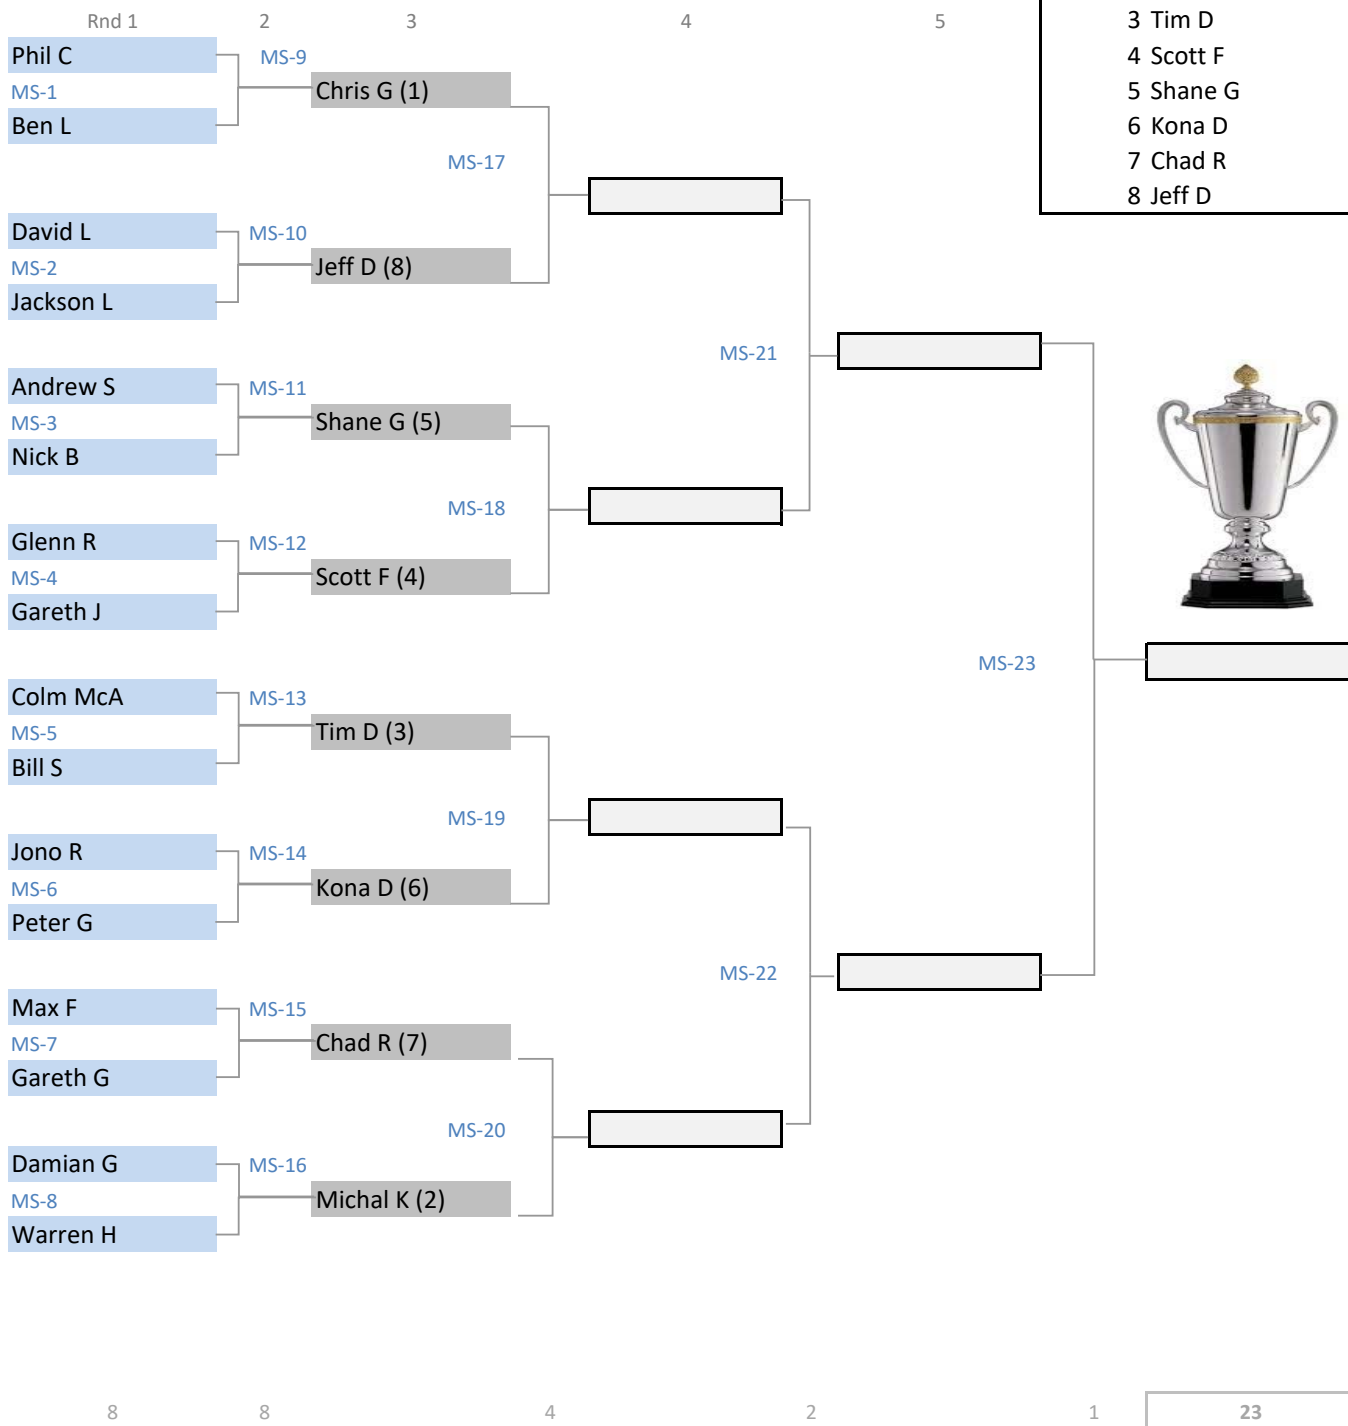 Rnd 1 2 3 4 5
3 Tim D
4 Scott F
5 Shane G
6 Kona D
7 Chad R
8 Jeff D
Phil C
MS-9
MS-1
Chris G (1)
Ben L
MS-17
David L
MS-10
MS-2
Jeff D (8)
Jackson L
MS-21
Andrew S
MS-11
MS-3
Shane G (5)
Nick B
MS-18
Glenn R
MS-12
MS-4
Scott F (4)
Gareth J
MS-23
Colm McA
MS-13
MS-5
Tim D (3)
Bill S
MS-19
Jono R
MS-14
MS-6
Kona D (6)
Peter G
MS-22
Max F
MS-15
MS-7
Chad R (7)
Gareth G
MS-20
Damian G
MS-16
MS-8
Michal K (2)
Warren H
8 8 4 2 1 23